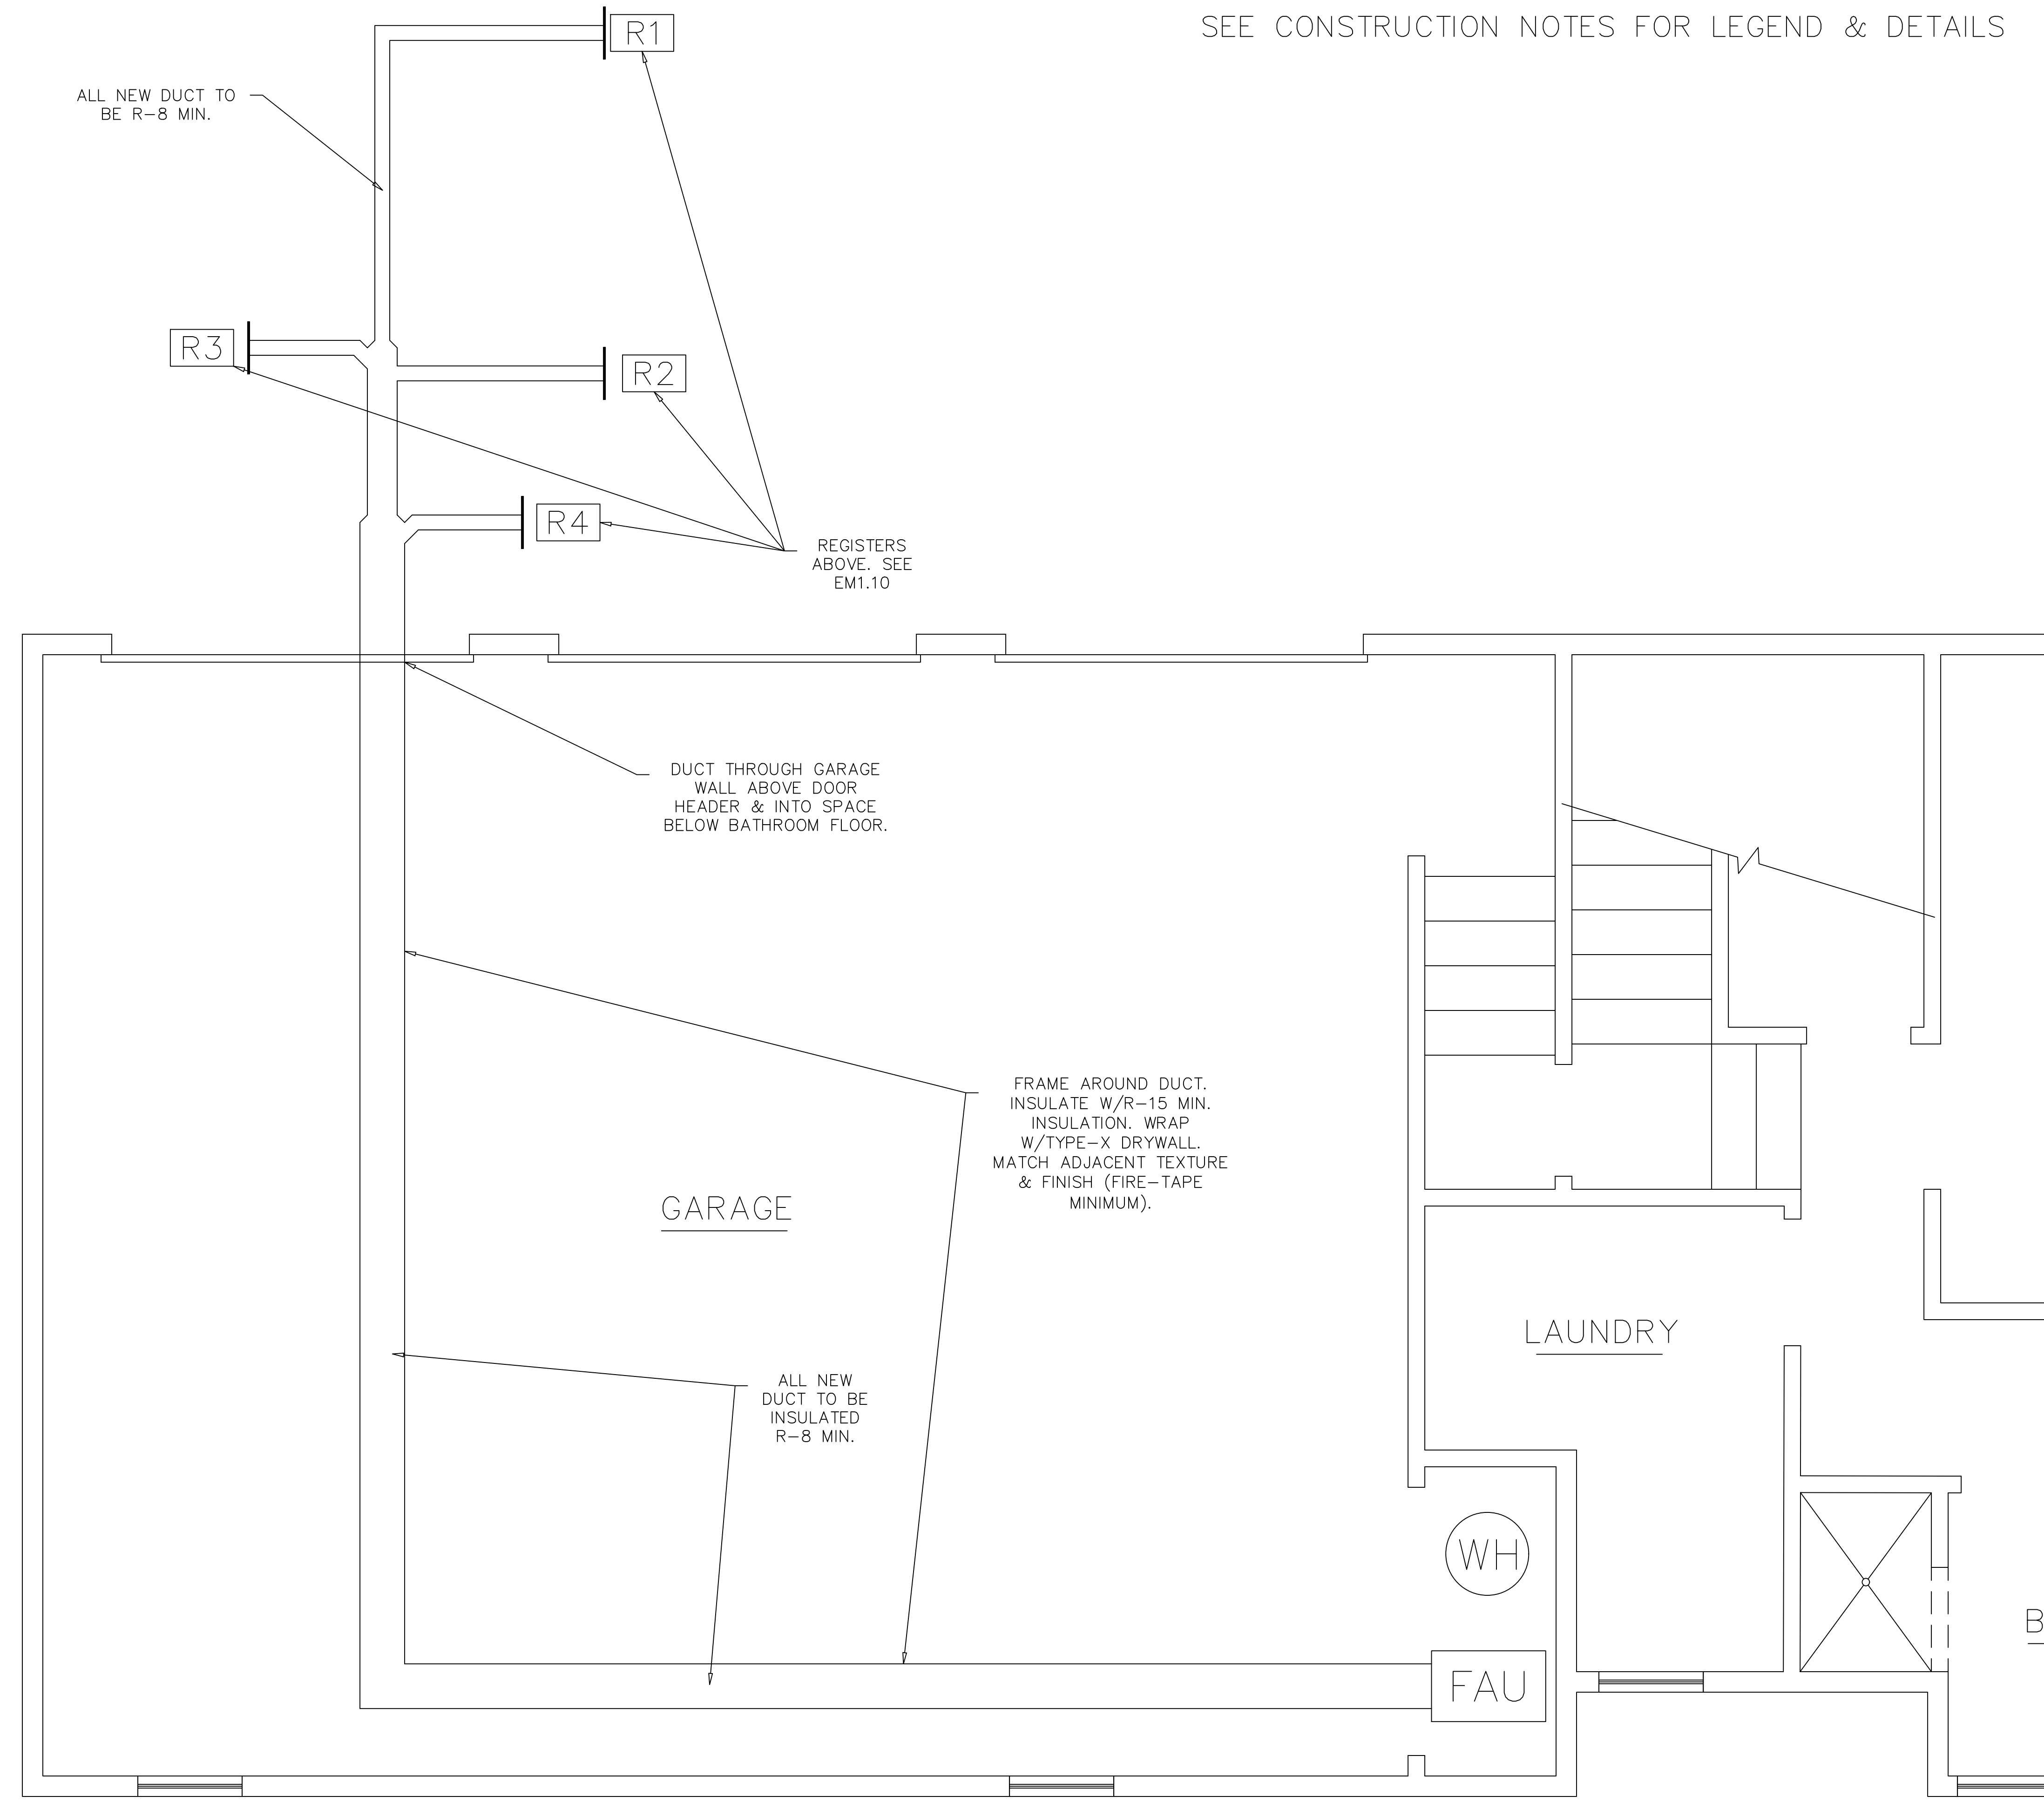 SEE CONSTRUCTION NOTES FOR LEGEND & DETAILS
R1
ALL NEW DUCT TO
BE R-8 MIN.
R3
R2
R4
REGISTERS
ABOVE. SEE
EM1.10
DUCT THROUGH GARAGE
WALL ABOVE DOOR
HEADER & INTO SPACE
BELOW BATHROOM FLOOR.
FRAME AROUND DUCT.
INSULATE W/R-15 MIN.
INSULATION. WRAP
W/TYPE-X DRYWALL.
MATCH ADJACENT TEXTURE
& FINISH (FIRE-TAPE
MINIMUM).
GARAGE
LAUNDRY
ALL NEW
DUCT TO BE
INSULATED
R-8 MIN.
WH
FAU